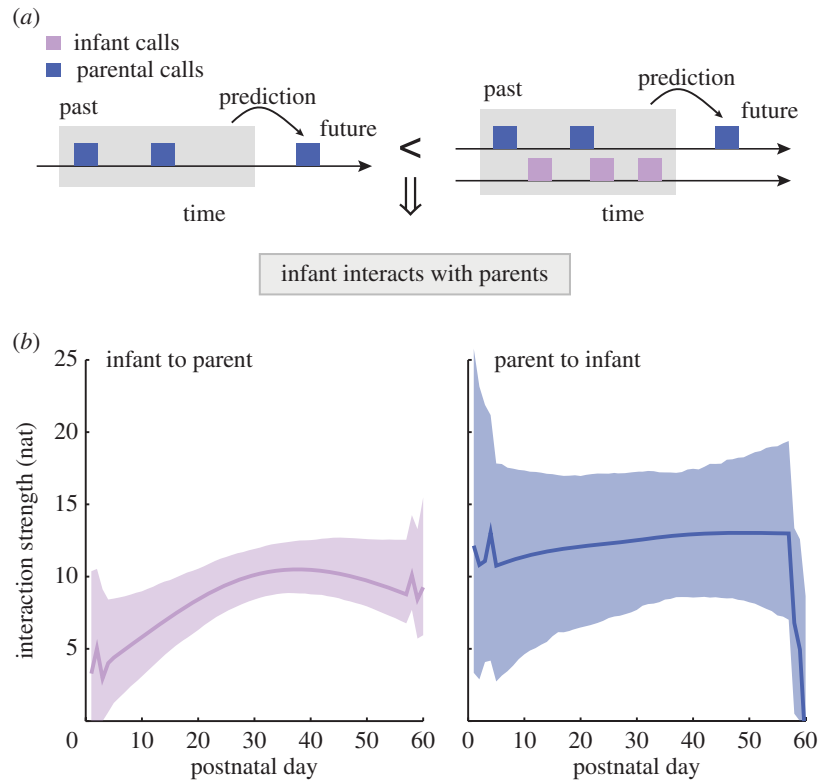 (a)
infant calls
parental calls
past
prediction
future
time
<
past
prediction
future
time
infant interacts with parents
(b)
infant to parent
parent to infant
interaction strength (nat)
25
20
15
10
5
0 10 20 30 40 50 60
postnatal day
0 10 20 30 40 50 60
postnatal day